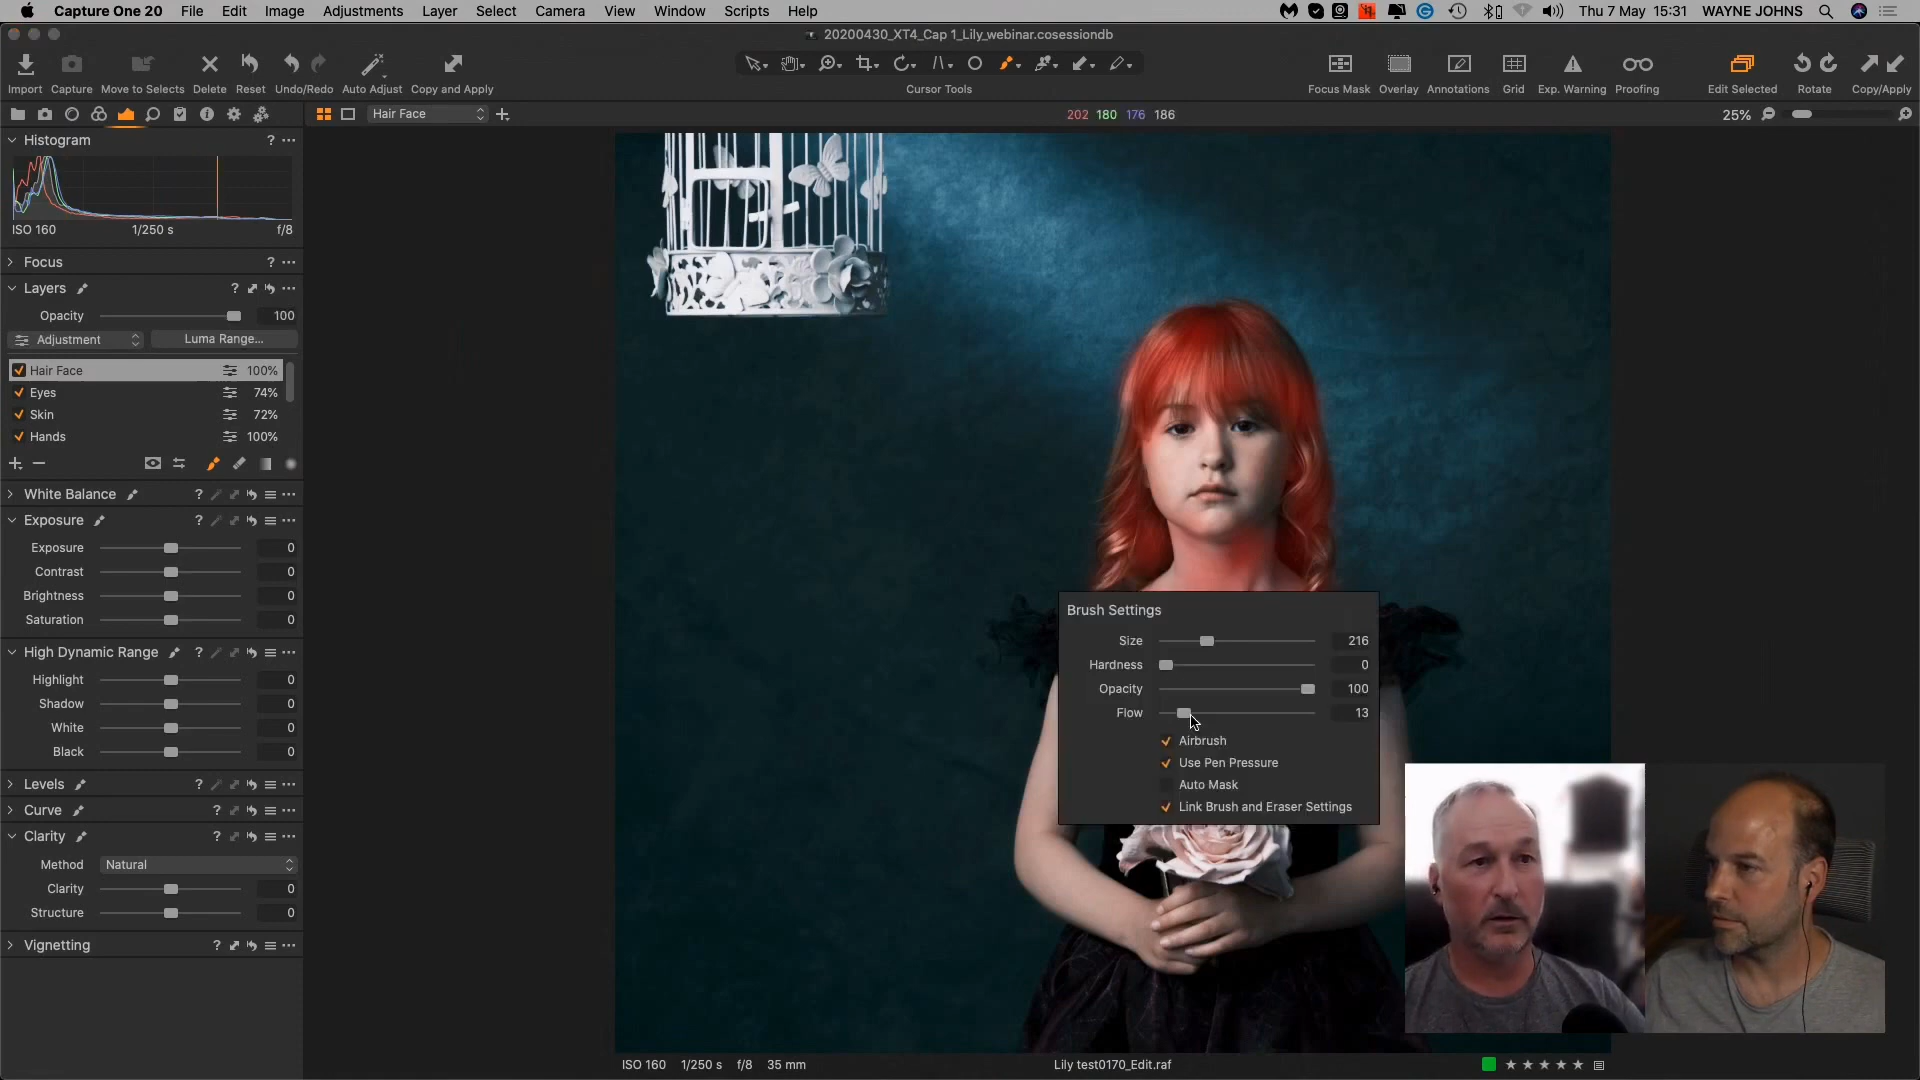 Capture One 20 File Edit Image Adjustments Layer Select Camera View Window Scripts Help Thu 7 May 15:31 WAYNE JOHNS
20200430_XT4_Cap 1_Lily_webinar.cosessiondb
Import Capture Move to Selects Delete Reset Undo/Redo Auto Adjust Copy and Apply Cursor Tools Focus Mask Overlay Annotations Grid Exp. Warning Proofing Edit Selected Rotate Copy/Apply
Hair Face 202 180 176 186 25%
Histogram ?
ISO 160 1/250 s f/8
Focus ?
Layers ?
Opacity 100
Adjustment Luma Range...
Hair Face 100%
Eyes 74%
Skin 72%
Hands 100%
White Balance ?
Exposure ?
Exposure 0
Contrast 0
Brightness 0
Saturation 0
High Dynamic Range ?
Highlight 0
Shadow 0
White 0
Black 0
Levels ?
Curve ?
Clarity ?
Method Natural
Clarity 0
Structure 0
Vignetting ?
Brush Settings
Size 216
Hardness 0
Opacity 100
Flow 13
Airbrush
Use Pen Pressure
Auto Mask
Link Brush and Eraser Settings
ISO 160 1/250 s f/8 35 mm Lily test0170_Edit.raf